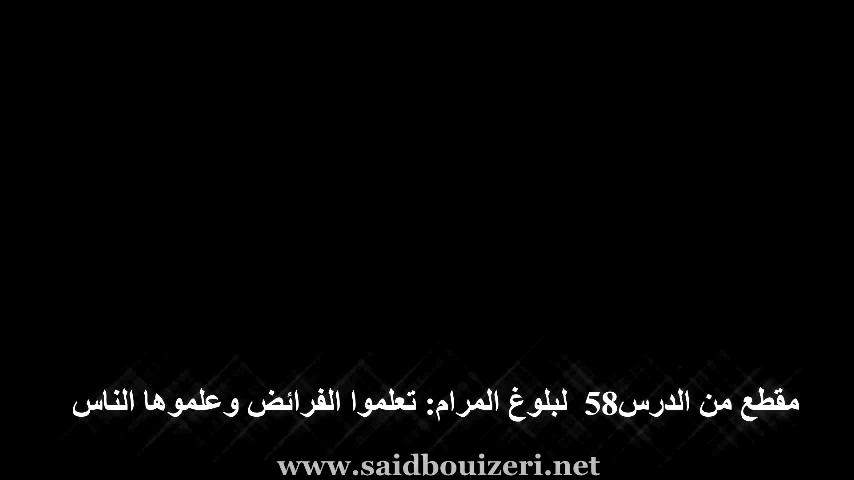 مقطع من الدرس58 لبلوغ المرام: تعلموا الفرائض وعلموها الناس
www.saidbouizeri.net